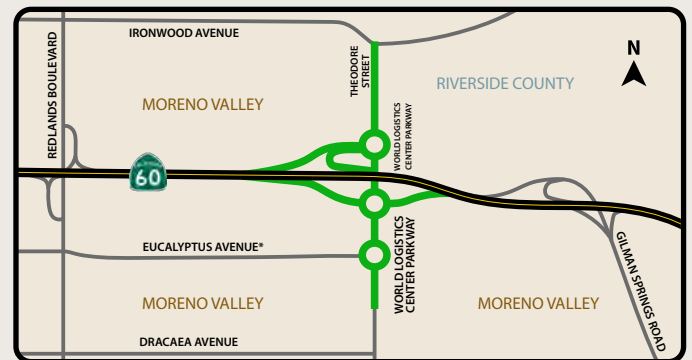 IRONWOOD AVENUE
REDLANDS BOULEVARD
THEODORE
STREET
N
RIVERSIDE COUNTY
MORENO VALLEY
WORLD LOGISTICS
CENTER PARKWAY
CALIFORNIA
60
EUCALYPTUS AVENUE*
WORLD LOGISTICS
CENTER PARKWAY
GILMAN SPRINGS ROAD
MORENO VALLEY
MORENO VALLEY
DRACAEA AVENUE